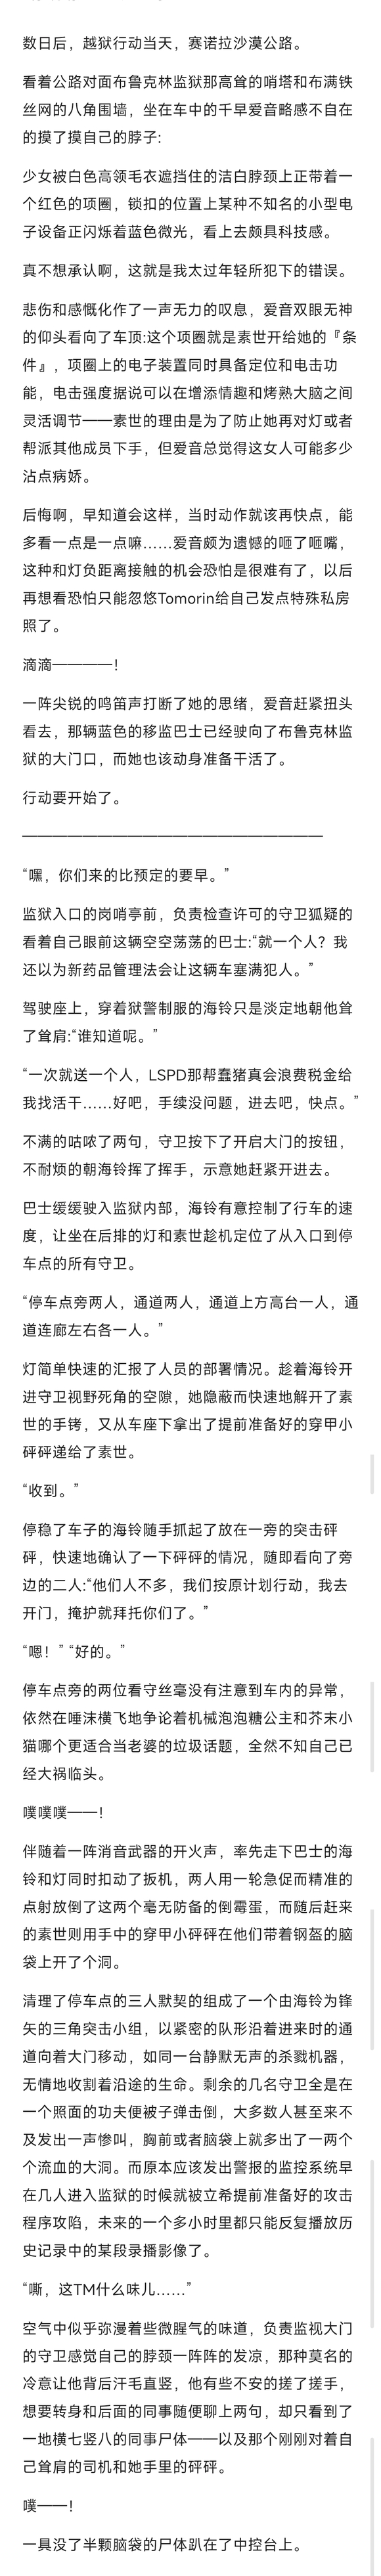 数日后，越狱行动当天，赛诺拉沙漠公路。
看着公路对面布鲁克林监狱那高耸的哨塔和布满铁
丝网的八角围墙，坐在车中的千早爱音略感不自在
的摸了摸自己的脖子:
少女被白色高领毛衣遮挡住的洁白脖颈上正带着一
个红色的项圈，锁扣的位置上某种不知名的小型电
子设备正闪烁着蓝色微光，看上去颇具科技感。
真不想承认啊，这就是我太过年轻所犯下的错误。
悲伤和感慨化作了一声无力的叹息，爱音双眼无神
的仰头看向了车顶:这个项圈就是素世开给她的『条
件』，项圈上的电子装置同时具备定位和电击功
能，电击强度据说可以在增添情趣和烤熟大脑之间
灵活调节——素世的理由是为了防止她再对灯或者
帮派其他成员下手，但爱音总觉得这女人可能多少
沾点病娇。
后悔啊，早知道会这样，当时动作就该再快点，能
多看一点是一点嘛……爱音颇为遗憾的咂了咂嘴，
这种和灯负距离接触的机会恐怕是很难有了，以后
再想看恐怕只能忽悠Tomorin给自己发点特殊私房
照了。
滴滴————！
一阵尖锐的鸣笛声打断了她的思绪，爱音赶紧扭头
看去，那辆蓝色的移监巴士已经驶向了布鲁克林监
狱的大门口，而她也该动身准备干活了。
行动要开始了。
————————————————————
“嘿，你们来的比预定的要早。”
监狱入口的岗哨亭前，负责检查许可的守卫狐疑的
看着自己眼前这辆空空荡荡的巴士:“就一个人？我
还以为新药品管理法会让这辆车塞满犯人。”
驾驶座上，穿着狱警制服的海铃只是淡定地朝他耸
了耸肩:“谁知道呢。”
“一次就送一个人，LSPD那帮蠢猪真会浪费税金给
我找活干……好吧，手续没问题，进去吧，快点。”
不满的咕哝了两句，守卫按下了开启大门的按钮，
不耐烦的朝海铃挥了挥手，示意她赶紧开进去。
巴士缓缓驶入监狱内部，海铃有意控制了行车的速
度，让坐在后排的灯和素世趁机定位了从入口到停
车点的所有守卫。
“停车点旁两人，通道两人，通道上方高台一人，通
道连廊左右各一人。”
灯简单快速的汇报了人员的部署情况。趁着海铃开
进守卫视野死角的空隙，她隐蔽而快速地解开了素
世的手铐，又从车座下拿出了提前准备好的穿甲小
砰砰递给了素世。
“收到。”
停稳了车子的海铃随手抓起了放在一旁的突击砰
砰，快速地确认了一下砰砰的情况，随即看向了旁
边的二人:“他们人不多，我们按原计划行动，我去
开门，掩护就拜托你们了。”
“嗯！”“好的。”
停车点旁的两位看守丝毫没有注意到车内的异常，
依然在唾沫横飞地争论着机械泡泡糖公主和芥末小
猫哪个更适合当老婆的垃圾话题，全然不知自己已
经大祸临头。
噗噗噗——！
伴随着一阵消音武器的开火声，率先走下巴士的海
铃和灯同时扣动了扳机，两人用一轮急促而精准的
点射放倒了这两个毫无防备的倒霉蛋，而随后赶来
的素世则用手中的穿甲小砰砰在他们带着钢盔的脑
袋上开了个洞。
清理了停车点的三人默契的组成了一个由海铃为锋
矢的三角突击小组，以紧密的队形沿着进来时的通
道向着大门移动，如同一台静默无声的杀戮机器，
无情地收割着沿途的生命。剩余的几名守卫全是在
一个照面的功夫便被子弹击倒，大多数人甚至来不
及发出一声惨叫，胸前或者脑袋上就多出了一两个
个流血的大洞。而原本应该发出警报的监控系统早
在几人进入监狱的时候就被立希提前准备好的攻击
程序攻陷，未来的一个多小时里都只能反复播放历
史记录中的某段录播影像了。
“嘶，这TM什么味儿……”
空气中似乎弥漫着些微腥气的味道，负责监视大门
的守卫感觉自己的脖颈一阵阵的发凉，那种莫名的
冷意让他背后汗毛直竖，他有些不安的搓了搓手，
想要转身和后面的同事随便聊上两句，却只看到了
一地横七竖八的同事尸体——以及那个刚刚对着自
己耸肩的司机和她手里的砰砰。
噗——！
一具没了半颗脑袋的尸体趴在了中控台上。